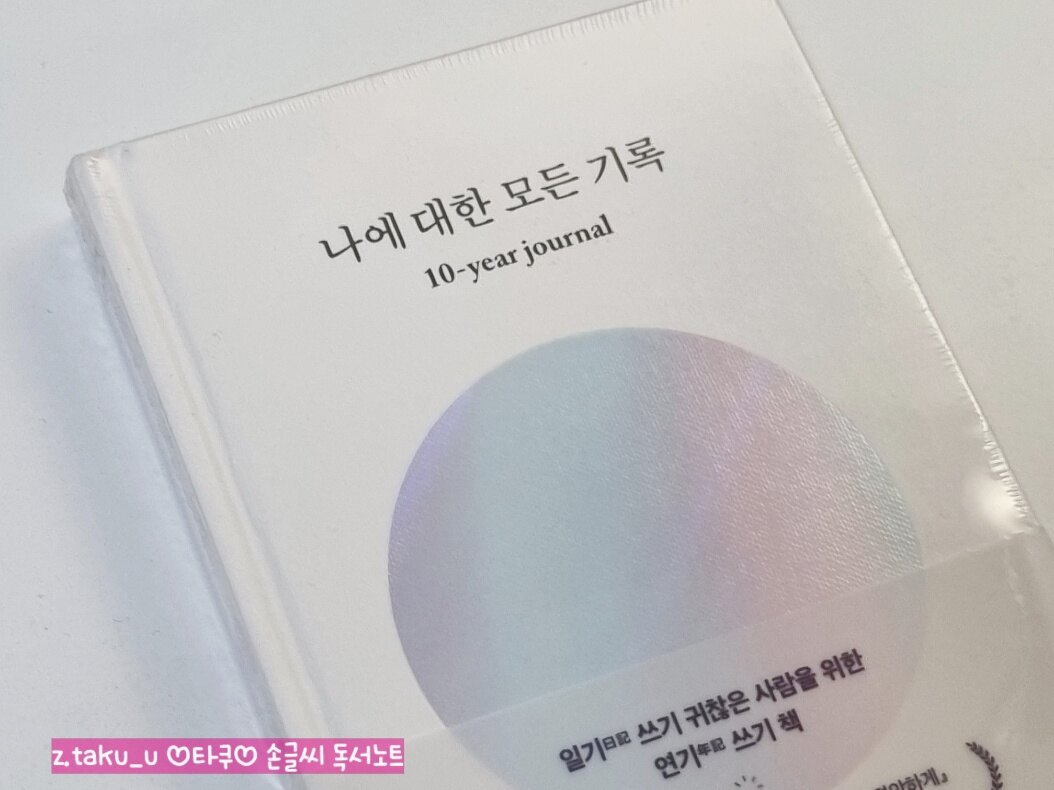 나에 대한 모든 기록
10-year journal
일기日記 쓰기 귀찮은 사람을 위한
연기年記 쓰기 책
z.taku_u ♡타쿠♡ 손글씨 독서노트